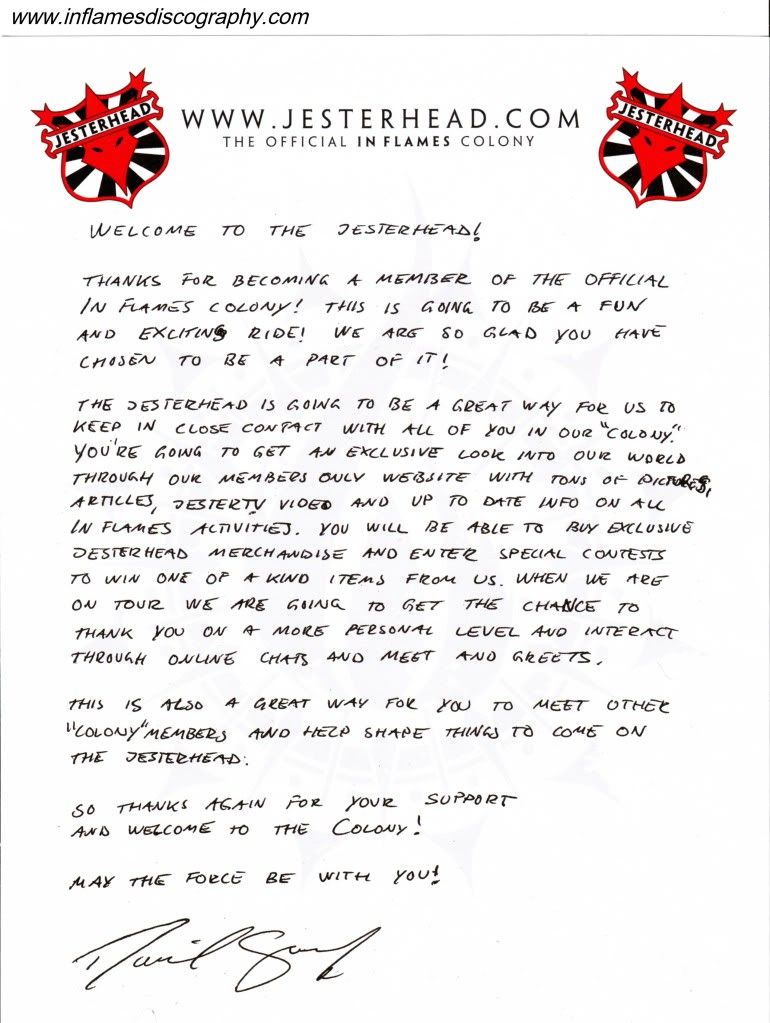 www.inflamesdiscography.com
JESTERHEAD
WWW.JESTERHEAD.COM
JESTERHEAD
THE OFFICIAL IN FLAMES COLONY
WELCOME TO THE JESTERHEAD!
THANKS FOR BECOMING A MEMBER OF THE OFFICIAL
IN FLAMES COLONY! THIS IS GOING TO BE A FUN
AND EXCITING RIDE! WE ARE SO GLAD YOU HAVE
CHOSEN TO BE A PART OF IT!
THE JESTERHEAD IS GOING TO BE A GREAT WAY FOR US TO
KEEP IN CLOSE CONTACT WITH ALL OF YOU IN OUR "COLONY."
YOU'RE GOING TO GET AN EXCLUSIVE LOOK INTO OUR WORLD
THROUGH OUR MEMBERS ONLY WEBSITE WITH TONS OF PICTURES,
ARTICLES, JESTERTV VIDEO AND UP TO DATE INFO ON ALL
IN FLAMES ACTIVITIES. YOU WILL BE ABLE TO BUY EXCLUSIVE
JESTERHEAD MERCHANDISE AND ENTER SPECIAL CONTESTS
TO WIN ONE OF A KIND ITEMS FROM US. WHEN WE ARE
ON TOUR WE ARE GOING TO GET THE CHANCE TO
THANK YOU ON A MORE PERSONAL LEVEL AND INTERACT
THROUGH ONLINE CHATS AND MEET AND GREETS.
THIS IS ALSO A GREAT WAY FOR YOU TO MEET OTHER
"COLONY" MEMBERS AND HELP SHAPE THINGS TO COME ON
THE JESTERHEAD.
SO THANKS AGAIN FOR YOUR SUPPORT
AND WELCOME TO THE COLONY!
MAY THE FORCE BE WITH YOU!